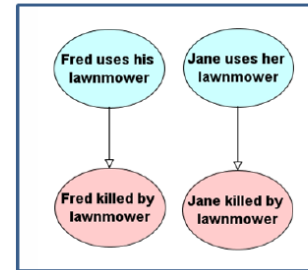 Fred uses his
lawnmower
Jane uses her
lawnmower
Fred killed by
lawnmower
Jane killed by
lawnmower